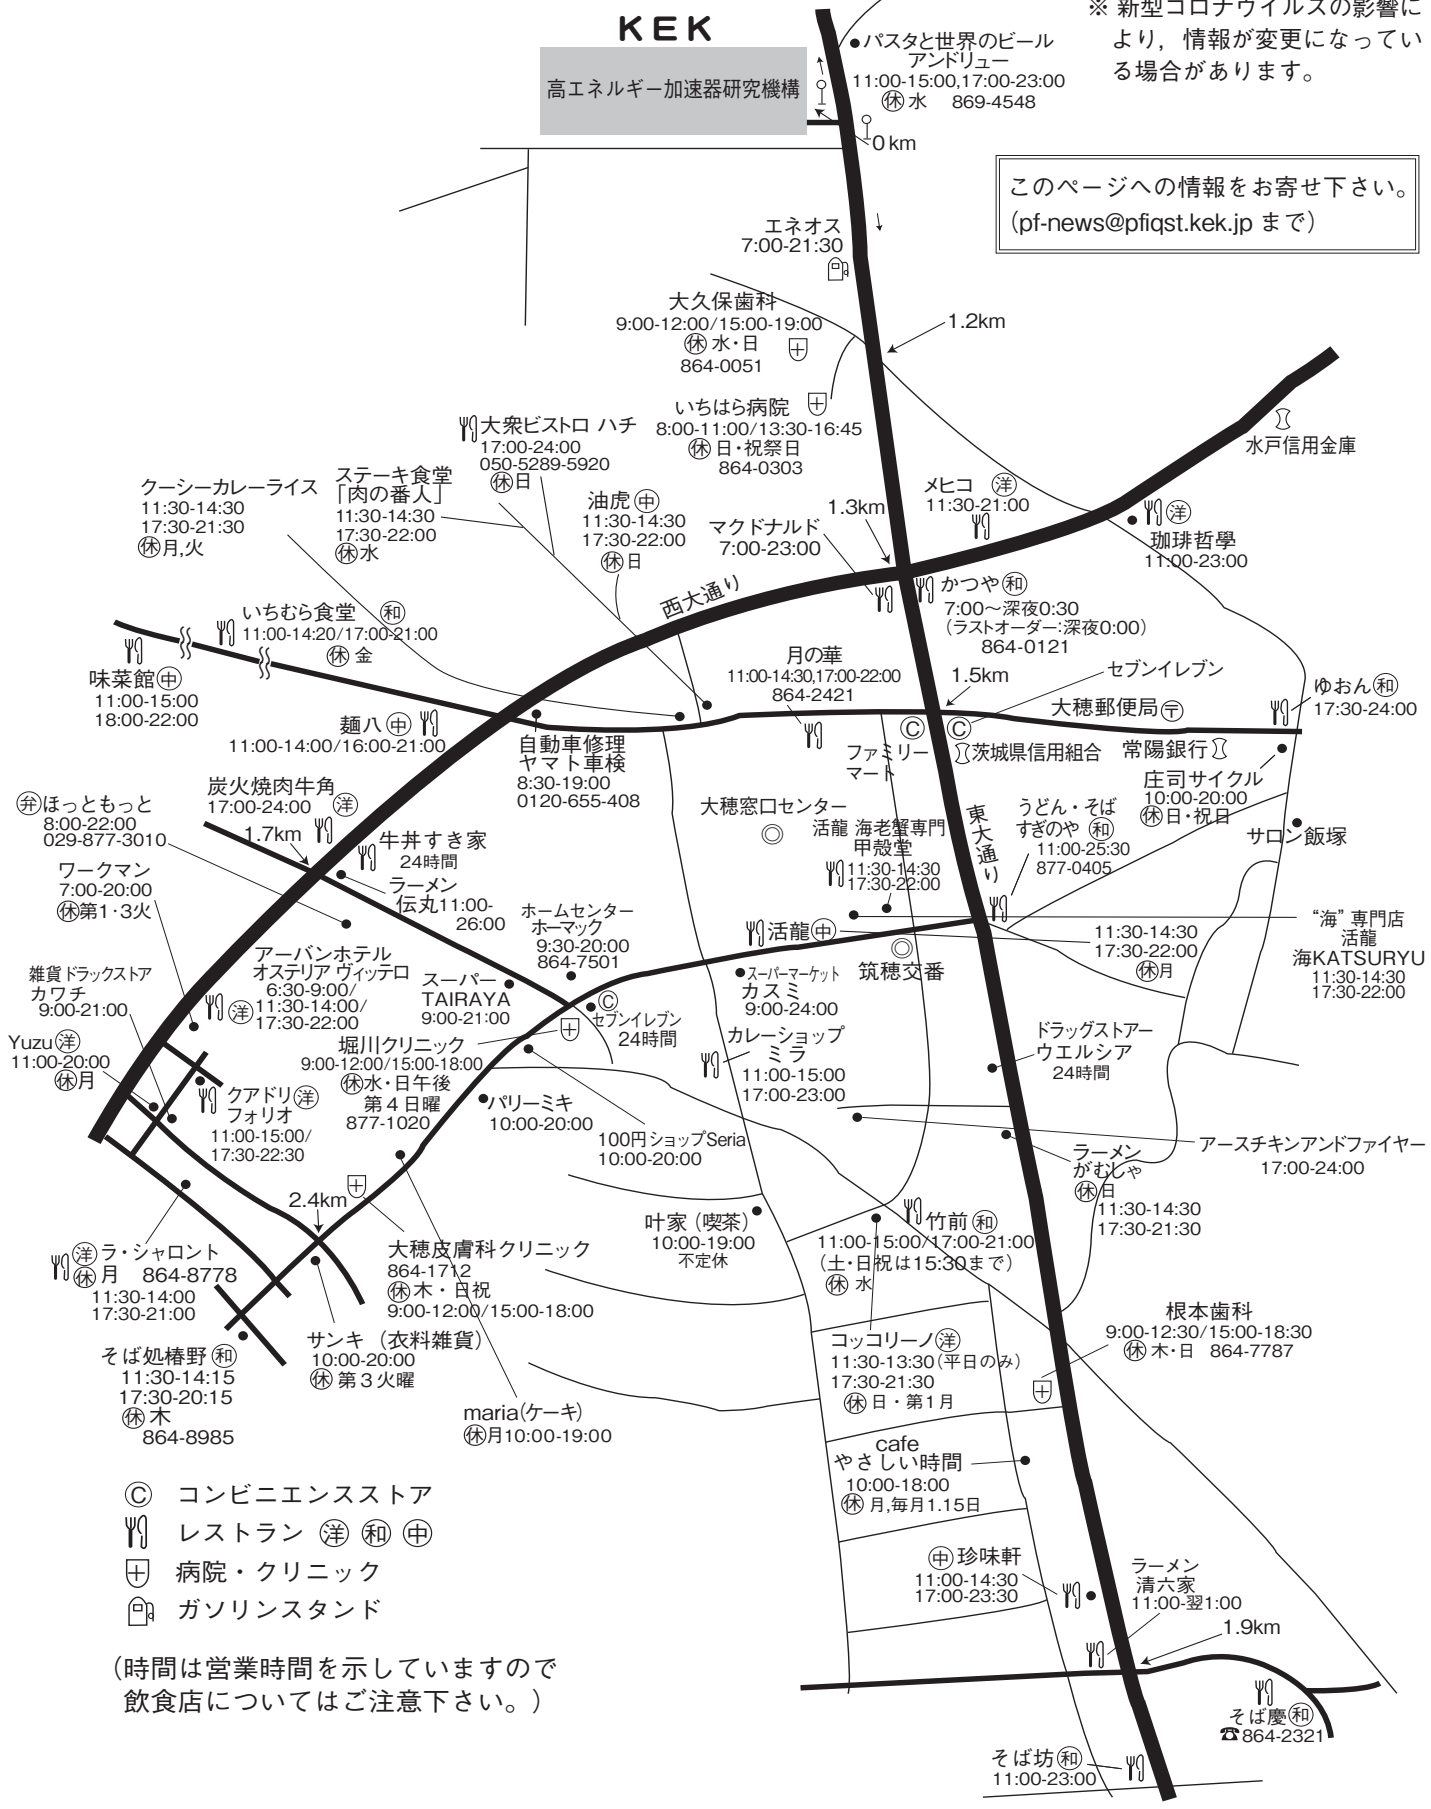 KEK
高エネルギー加速器研究機構
※ 新型コロナウイルスの影響に
より，情報が変更になってい
る場合があります。
パスタと世界のビール
アンドリュー
11:00-15:00,17:00-23:00
休 水 869-4548
0 km
このページへの情報をお寄せ下さい。
(pf-news@pfiqst.kek.jp まで)
エネオス
7:00-21:30
大久保歯科
9:00-12:00/15:00-19:00
休 水・日
864-0051
1.2km
いちはら病院
8:00-11:00/13:30-16:45
休 日・祝祭日
864-0303
水戸信用金庫
大衆ビストロ ハチ
17:00-24:00
050-5289-5920
休 日
ステーキ食堂
「肉の番人」
11:30-14:30
17:30-22:00
休 水
クーシーカレーライス
11:30-14:30
17:30-21:30
休 月,火
油虎 中
11:30-14:30
17:30-22:00
休 日
マクドナルド
7:00-23:00
1.3km
メヒコ 洋
11:30-21:00
洋
珈琲哲學
11:00-23:00
西大通り
かつや 和
7:00～深夜0:30
(ラストオーダー:深夜0:00)
864-0121
いちむら食堂 和
11:00-14:20/17:00-21:00
休 金
味菜館 中
11:00-15:00
18:00-22:00
月の華
11:00-14:30,17:00-22:00
864-2421
1.5km
セブンイレブン
ゆおん 和
17:30-24:00
大穂郵便局 〒
麺八 中
11:00-14:00/16:00-21:00
自動車修理
ヤマト車検
8:30-19:00
0120-655-408
C
C
ファミリー
マート
茨城県信用組合
常陽銀行
庄司サイクル
10:00-20:00
休 日・祝日
サロン飯塚
炭火焼肉牛角
17:00-24:00 洋
1.7km
弁 ほっともっと
8:00-22:00
029-877-3010
牛丼すき家
24時間
ラーメン
伝丸11:00-
26:00
大穂窓口センター
◎
活龍 海老蟹専門
甲殻堂
11:30-14:30
17:30-22:00
東大通り
うどん・そば
すぎのや 和
11:00-25:30
877-0405
ワークマン
7:00-20:00
休 第1・3火
ホームセンター
ホーマック
9:30-20:00
864-7501
活龍 中
11:30-14:30
17:30-22:00
休 月
◎
筑穂交番
“海” 専門店
活龍
海KATSURYU
11:30-14:30
17:30-22:00
アーバンホテル
オステリア ヴィッテロ
6:30-9:00/
11:30-14:00/
17:30-22:00
洋
雑貨 ドラックストア
カワチ
9:00-21:00
スーパー
TAIRAYA
9:00-21:00
C
セブンイレブン
24時間
スーパーマーケット
カスミ
9:00-24:00
カレーショップ
ミラ
11:00-15:00
17:00-23:00
ドラッグストアー
ウエルシア
24時間
Yuzu 洋
11:00-20:00
休 月
堀川クリニック
9:00-12:00/15:00-18:00
休 水・日午後
第４日曜
877-1020
クアドリ 洋
フォリオ
11:00-15:00/
17:30-22:30
パリーミキ
10:00-20:00
100円ショップSeria
10:00-20:00
アースチキンアンドファイヤー
17:00-24:00
ラーメン
がむしゃ
休 日
11:30-14:30
17:30-21:30
2.4km
叶家 (喫茶)
10:00-19:00
不定休
竹前 和
11:00-15:00/17:00-21:00
(土・日祝は15:30まで)
休 水
洋 ラ・シャロント
休 月 864-8778
11:30-14:00
17:30-21:00
大穂皮膚科クリニック
864-1712
休 木・日祝
9:00-12:00/15:00-18:00
サンキ (衣料雑貨)
10:00-20:00
休 第３火曜
そば処椿野 和
11:30-14:15
17:30-20:15
休 木
864-8985
maria(ケーキ)
休 月10:00-19:00
コッコリーノ 洋
11:30-13:30 (平日のみ)
17:30-21:30
休 日・第１月
根本歯科
9:00-12:30/15:00-18:30
休 木・日 864-7787
cafe
やさしい時間
10:00-18:00
休 月,毎月1.15日
中 珍味軒
11:00-14:30
17:00-23:30
ラーメン
清六家
11:00-翌1:00
1.9km
そば慶 和
☎864-2321
そば坊 和
11:00-23:00
C コンビニエンスストア
レストラン 洋 和 中
病院・クリニック
ガソリンスタンド
(時間は営業時間を示していますので
飲食店についてはご注意下さい。)